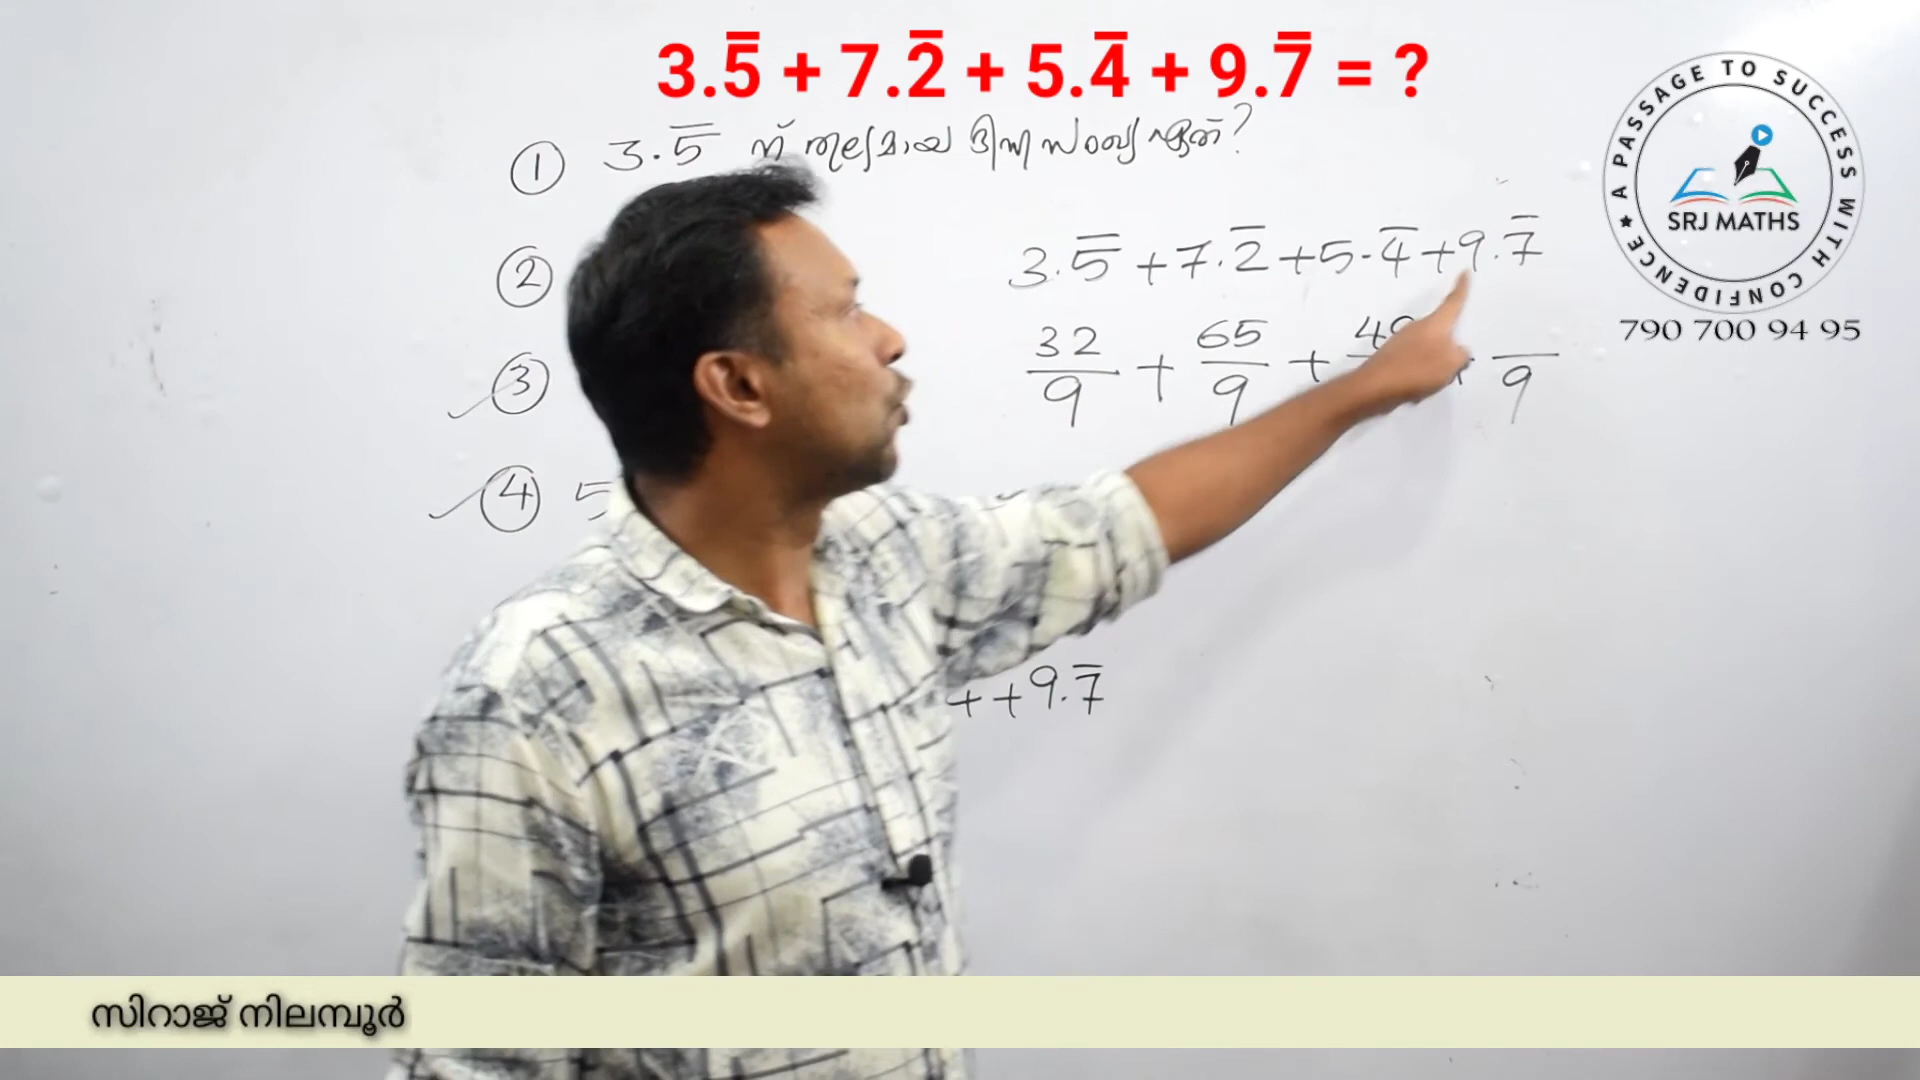 3.5̅ + 7.2̅ + 5.4̅ + 9.7̅ = ?
① 3.5̅ ന് തുല്യമായ ഭിന്നസംഖ്യ ഏത്?
②
3.5̅ + 7.2̅ + 5.4̅ + 9.7̅
③
32/9 + 65/9 + 49 + /9
④ 5
+ + 9.7̅
A PASSAGE TO SUCCESS WITH CONFIDENCE ★
SRJ MATHS
790 700 94 95
സിറാജ് നിലമ്പൂർ